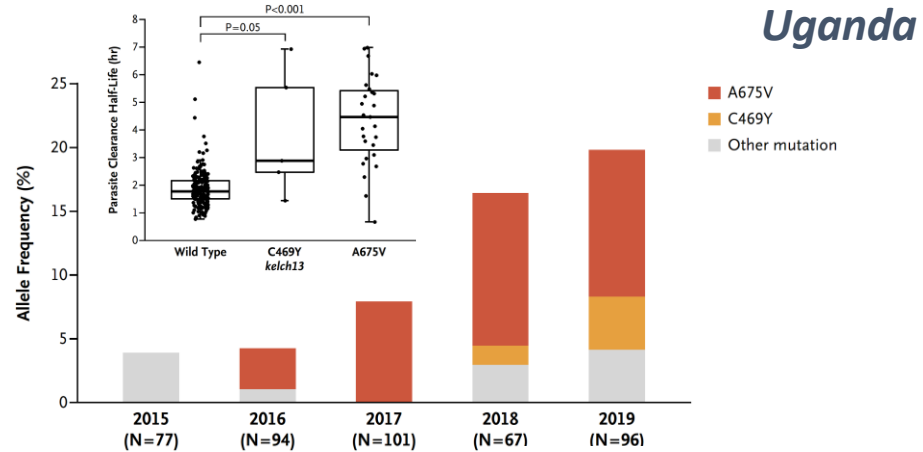 Uganda
P<0.001
P=0.05
Parasite Clearance Half-Life (hr)
8
7
6
5
4
3
2
1
0
Wild Type
C469Y
A675V
kelch13
A675V
C469Y
Other mutation
Allele Frequency (%)
25
20
15
10
5
0
2015
(N=77)
2016
(N=94)
2017
(N=101)
2018
(N=67)
2019
(N=96)